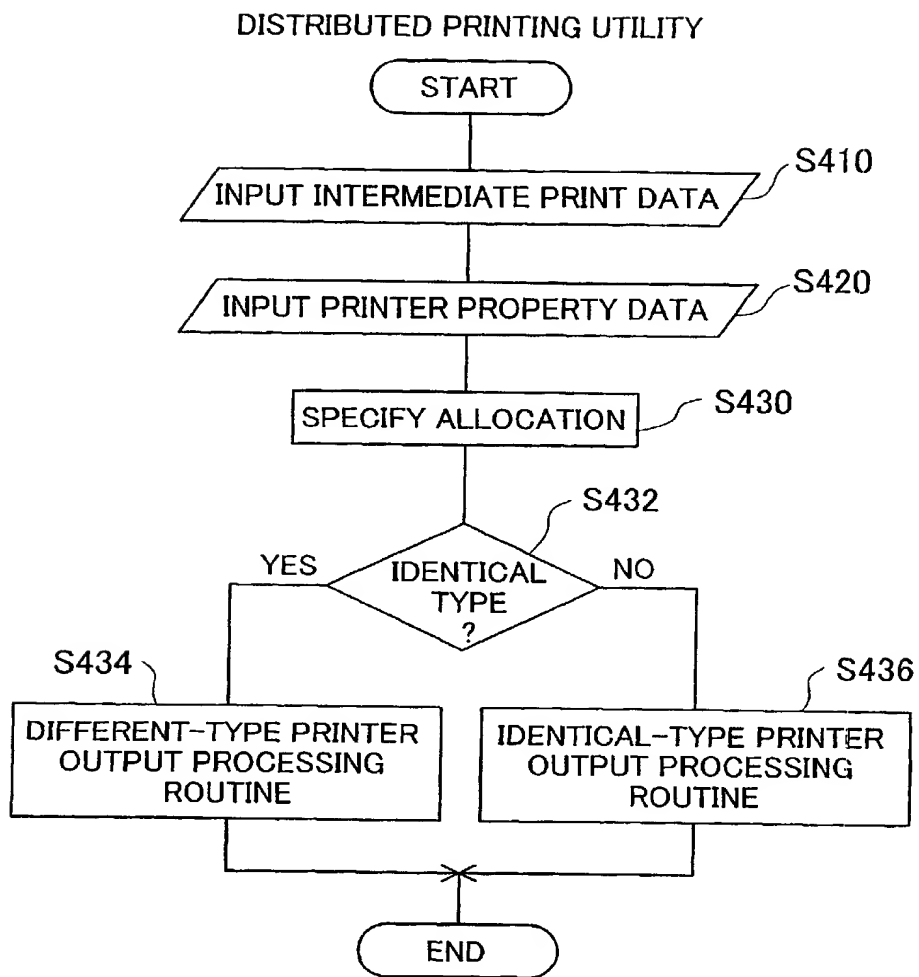 DISTRIBUTED PRINTING UTILITY
START
S410
INPUT INTERMEDIATE PRINT DATA
S420
INPUT PRINTER PROPERTY DATA
S430
SPECIFY ALLOCATION
S432
YES
IDENTICAL
TYPE
?
NO
S434
DIFFERENT-TYPE PRINTER
OUTPUT PROCESSING
ROUTINE
S436
IDENTICAL-TYPE PRINTER
OUTPUT PROCESSING
ROUTINE
END